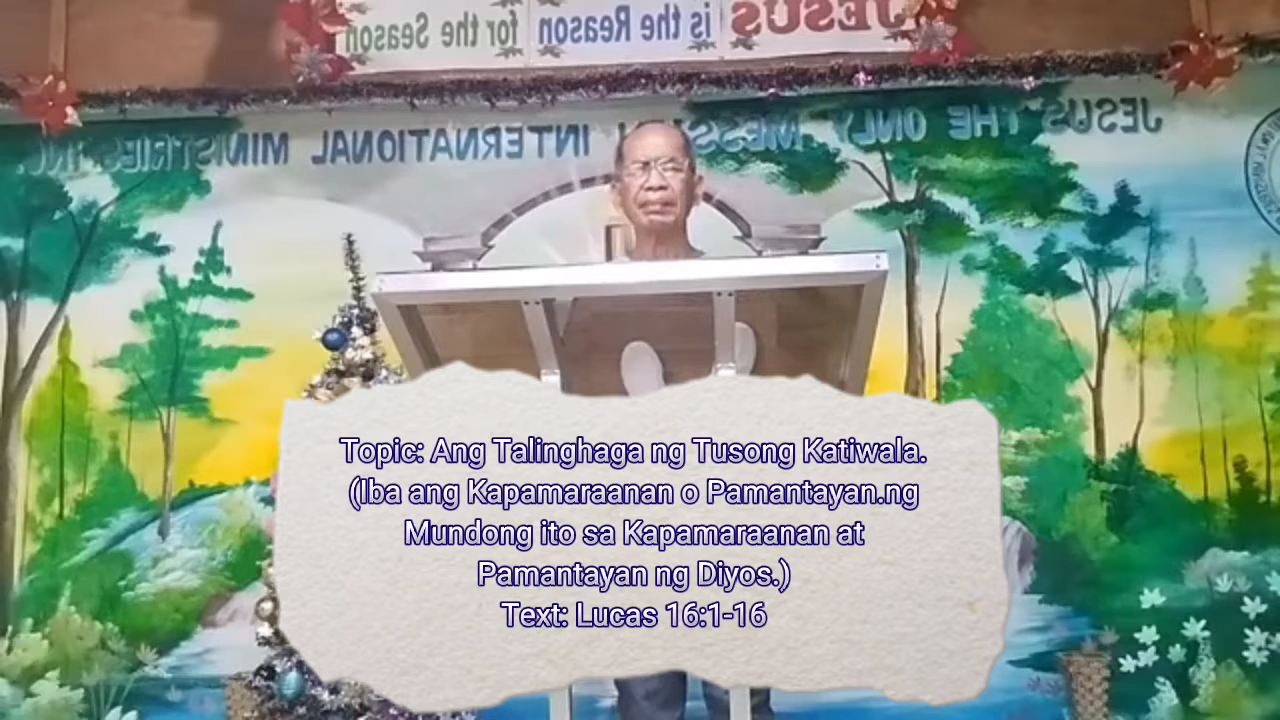 JESUS
is the Reason
for the Season
JESUS THE ONLY MESSI INTERNATIONAL MINISTRIES INC.
Topic: Ang Talinghaga ng Tusong Katiwala.
(Iba ang Kapamaraanan o Pamantayan.ng
Mundong ito sa Kapamaraanan at
Pamantayan ng Diyos.)
Text: Lucas 16:1-16